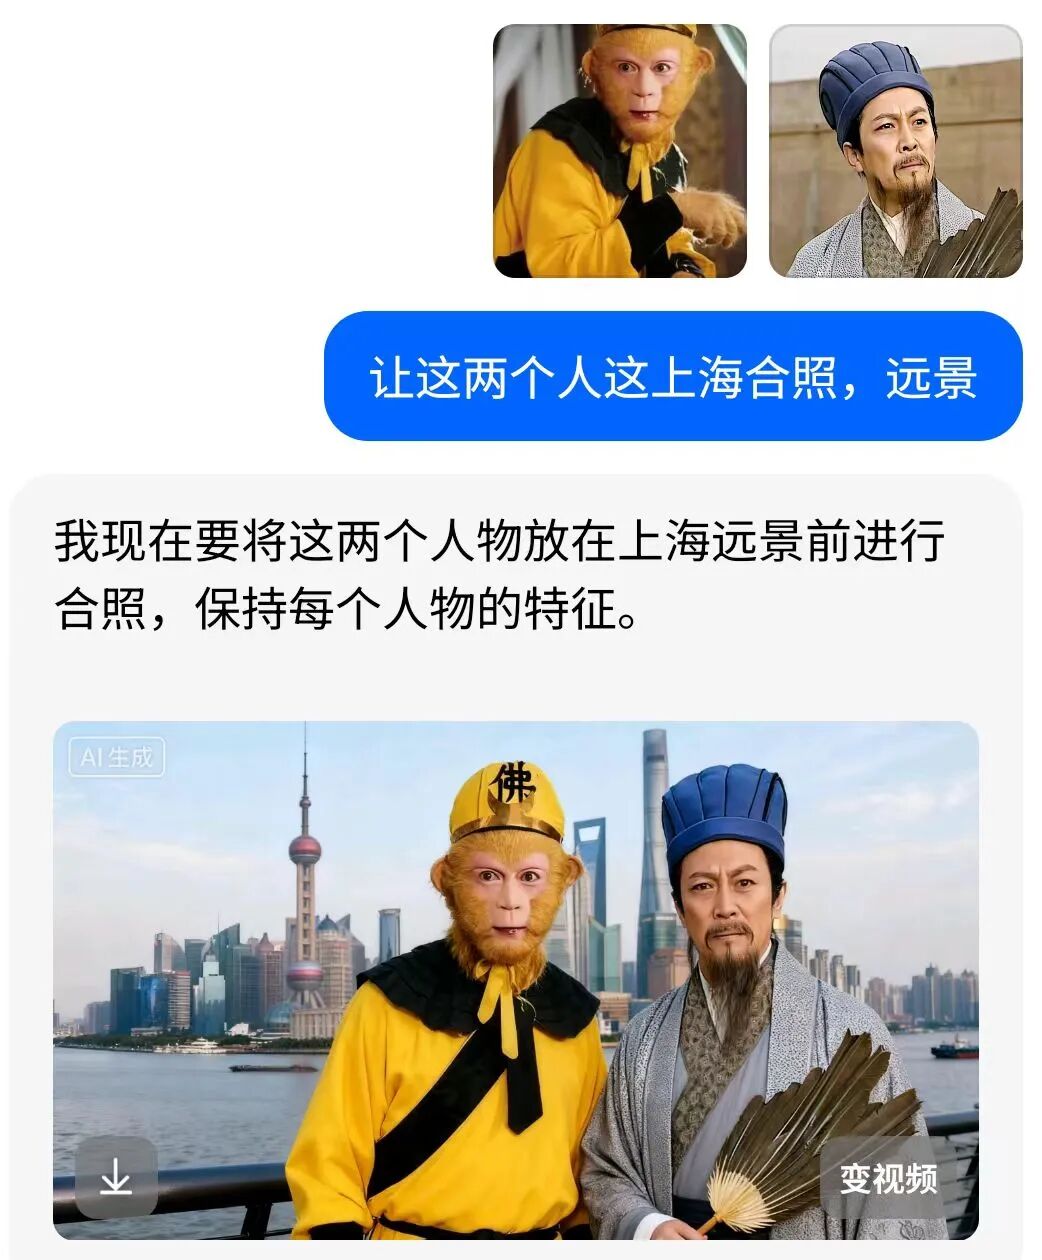 让这两个人这上海合照，远景
我现在要将这两个人物放在上海远景前进行
合照，保持每个人物的特征。
AI生成
佛
变视频